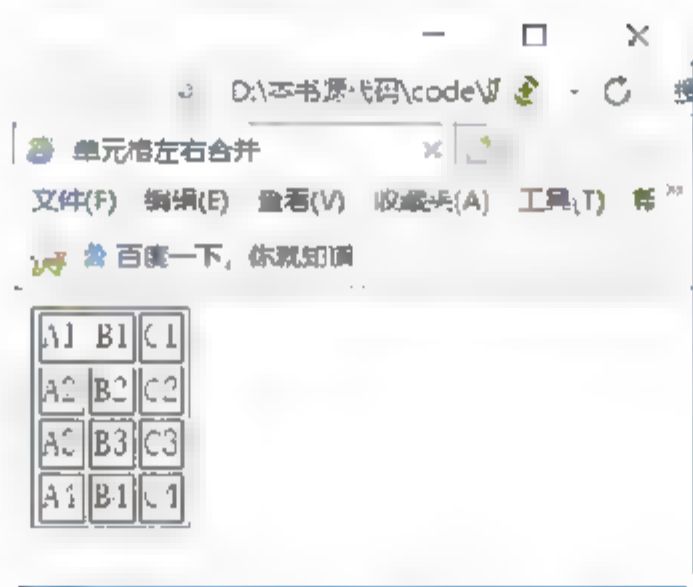 D:\本书源代码\code\
单元格左右合并
文件(F) 编辑(E) 查看(V) 收藏夹(A) 工具(T) 帮 »
百度一下，你就知道
A1 B1 C1
A2 B2 C2
A3 B3 C3
A4 B4 C4